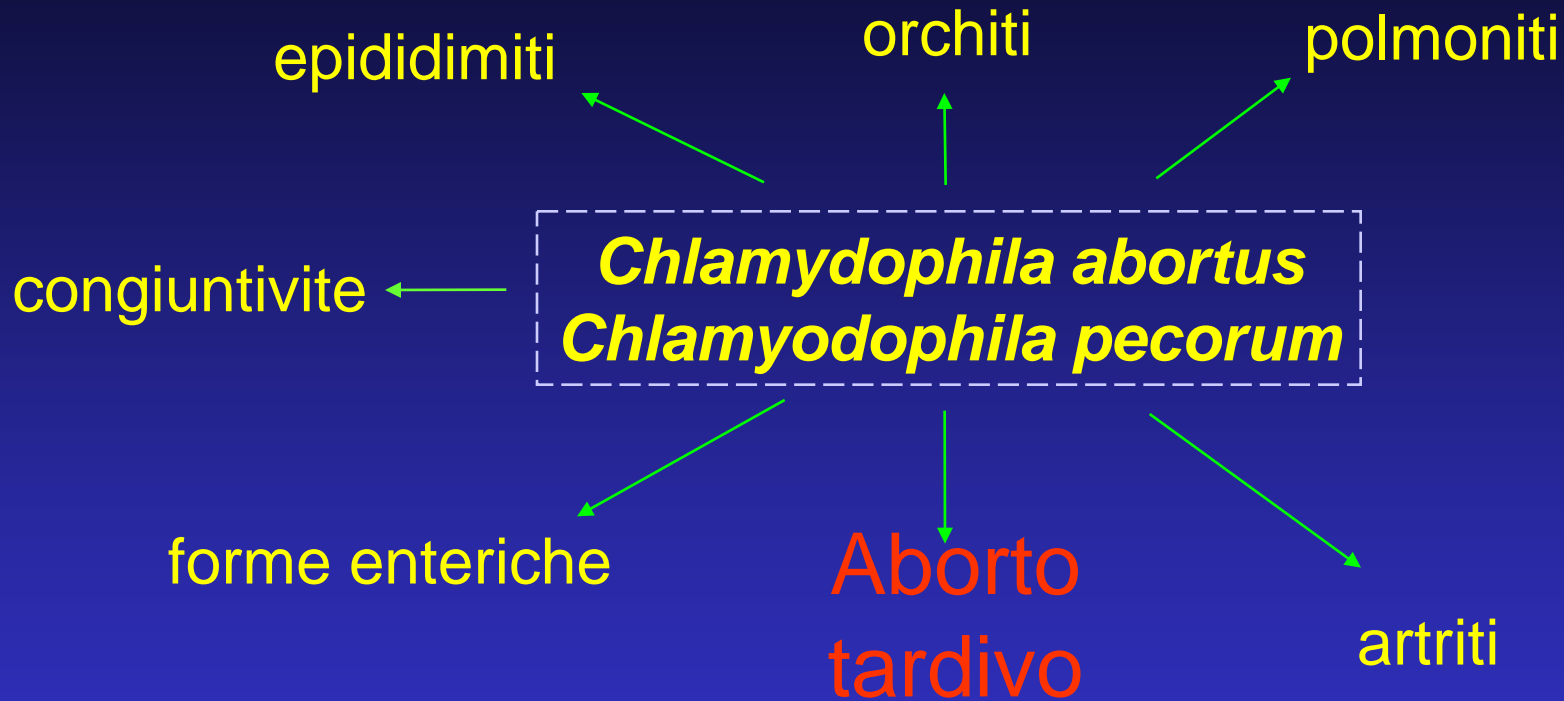 epididimiti
orchiti
polmoniti
congiuntivite
Chlamydophila abortus
Chlamyodophila pecorum
forme enteriche
Aborto
tardivo
artriti